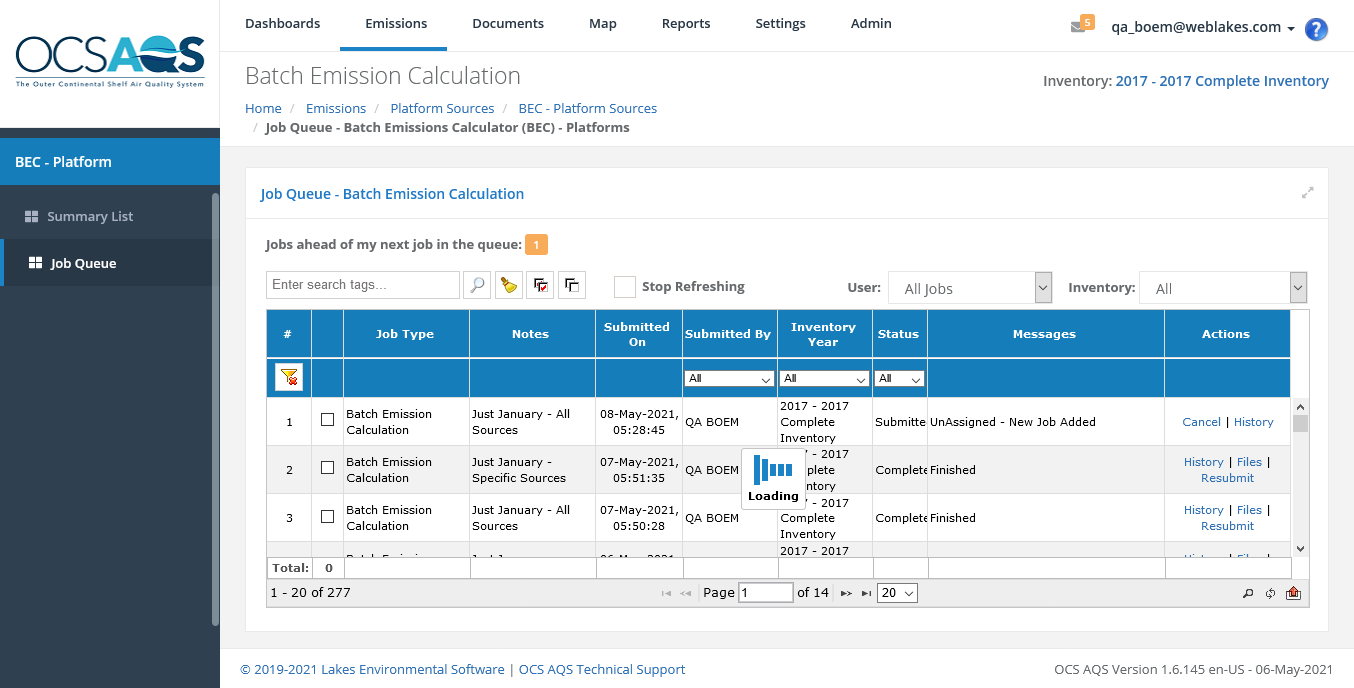 Dashboards Emissions Documents Map Reports Settings Admin 5 qa_boem@weblakes.com ?
OCSAQS
The Outer Continental Shelf Air Quality System
Batch Emission Calculation
Inventory: 2017 - 2017 Complete Inventory
Home / Emissions / Platform Sources / BEC - Platform Sources
/ Job Queue - Batch Emissions Calculator (BEC) - Platforms
BEC - Platform
Summary List
Job Queue
Job Queue - Batch Emission Calculation
Jobs ahead of my next job in the queue: 1
Enter search tags... Stop Refreshing User: All Jobs Inventory: All
# Job Type Notes Submitted On Submitted By Inventory Year Status Messages Actions
All All All
1 Batch Emission Calculation Just January - All Sources 08-May-2021, 05:28:45 QA BOEM 2017 - 2017 Complete Inventory Submitte UnAssigned - New Job Added Cancel | History
2 Batch Emission Calculation Just January - Specific Sources 07-May-2021, 05:51:35 QA BOEM 7 - 2017 plete ntory Complete Finished History | Files | Resubmit
Loading
3 Batch Emission Calculation Just January - All Sources 07-May-2021, 05:50:28 QA BOEM 7 - 2017 Complete Inventory Complete Finished History | Files | Resubmit
2017 - 2017
Total: 0
1 - 20 of 277 Page 1 of 14 20
© 2019-2021 Lakes Environmental Software | OCS AQS Technical Support
OCS AQS Version 1.6.145 en-US - 06-May-2021